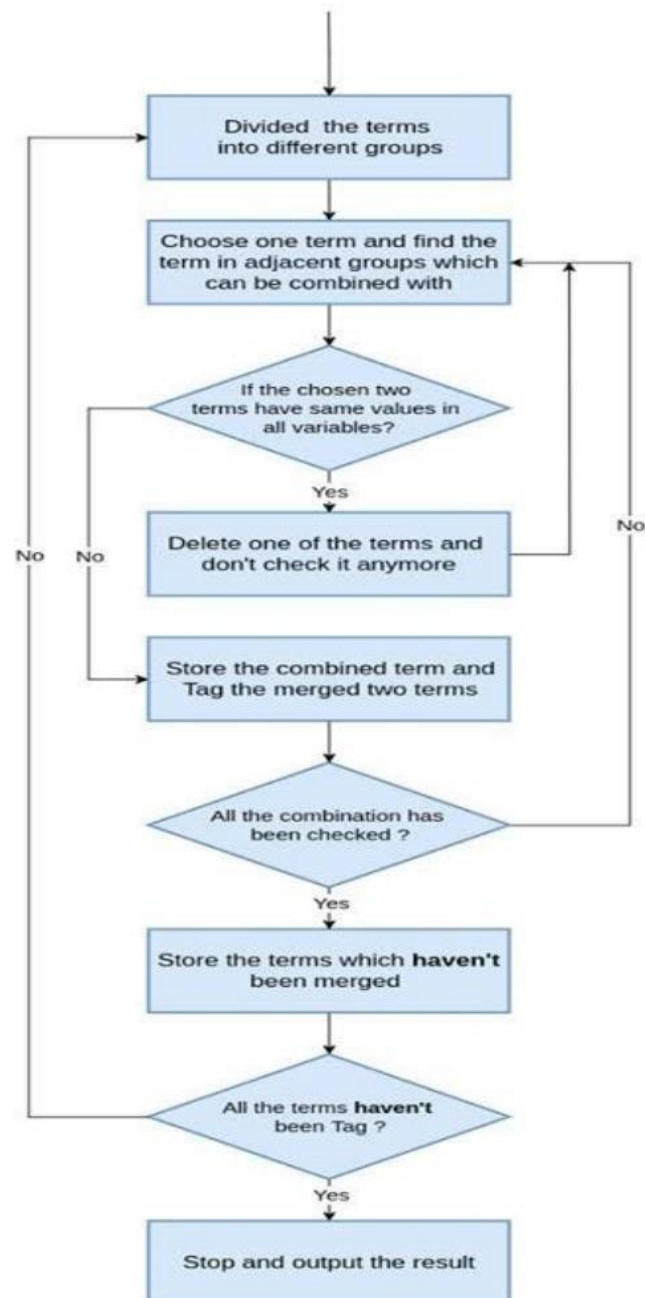 Divided the terms
into different groups
Choose one term and find the
term in adjacent groups which
can be combined with
If the chosen two
terms have same values in
all variables?
Yes
No
No
No
Delete one of the terms and
don't check it anymore
Store the combined term and
Tag the merged two terms
All the combination has
been checked ?
Yes
Store the terms which haven't
been merged
All the terms haven't
been Tag ?
Yes
Stop and output the result